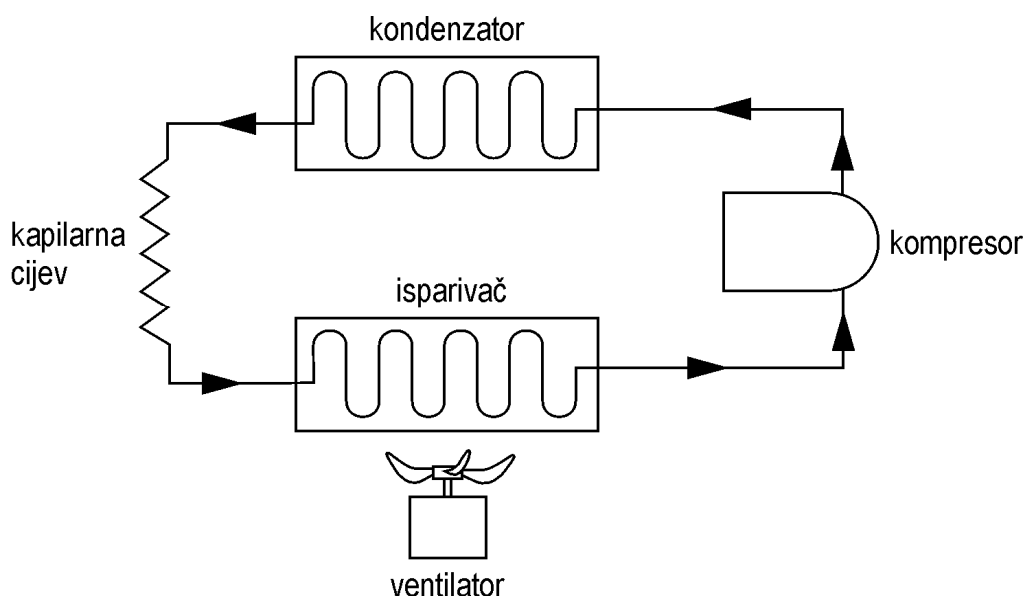 kondenzator
kapilarna
cijev
kompresor
isparivač
ventilator